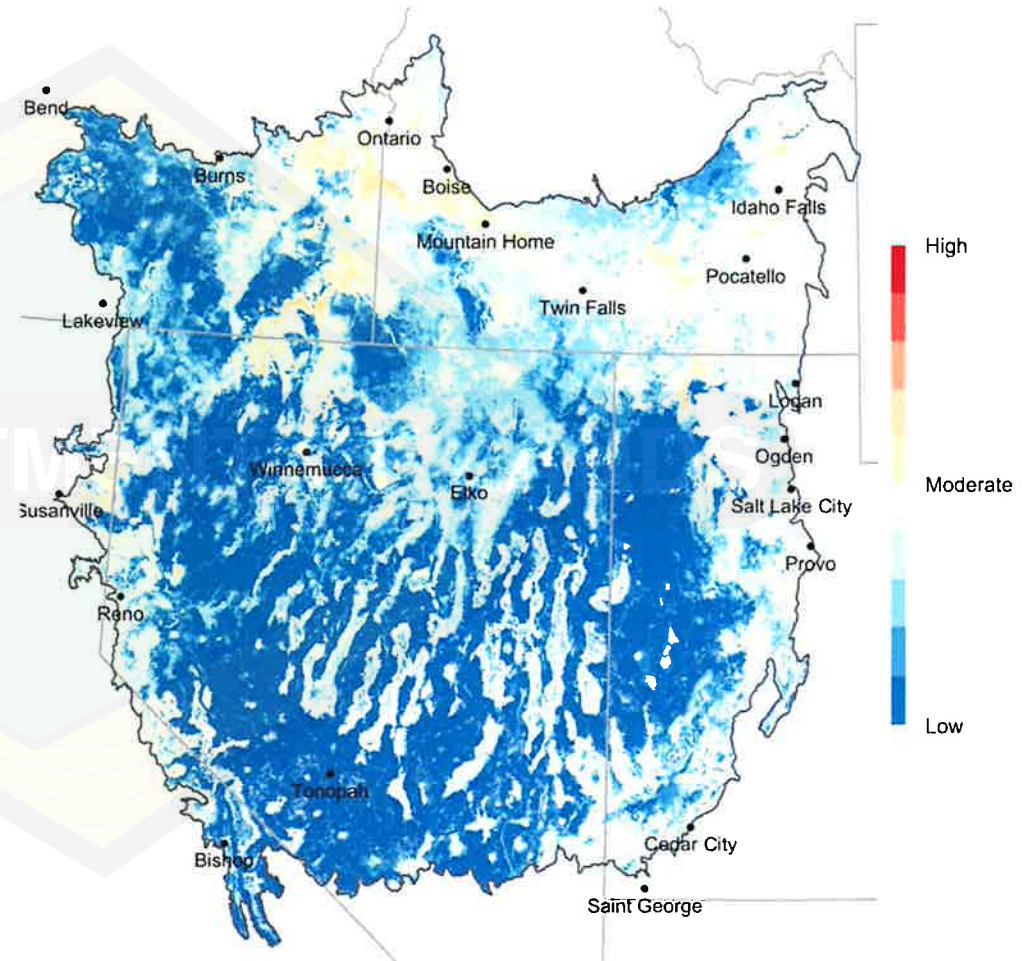 Bend
Ontario
Burns
Boise
Idaho Falls
Mountain Home
Pocatello
Twin Falls
Lakeview
High
Logan
Winnemucca
Ogden
Elko
Moderate
Susanville
Salt Lake City
Provo
Reno
Low
Tonopah
Cedar City
Bishop
Saint George